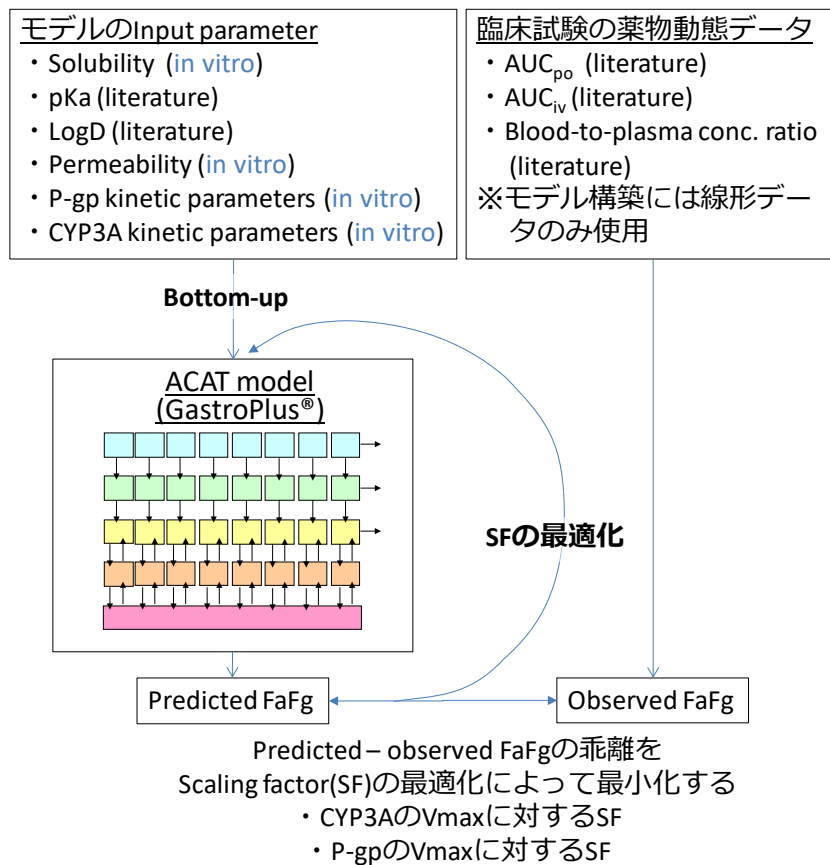 モデルのInput parameter
・Solubility (in vitro)
・pKa (literature)
・LogD (literature)
・Permeability (in vitro)
・P-gp kinetic parameters (in vitro)
・CYP3A kinetic parameters (in vitro)
臨床試験の薬物動態データ
・AUCpo (literature)
・AUCiv (literature)
・Blood-to-plasma conc. ratio
(literature)
※モデル構築には線形デー
タのみ使用
Bottom-up
ACAT model
(GastroPlus®)
SFの最適化
Predicted FaFg
Observed FaFg
Predicted – observed FaFgの乖離を
Scaling factor(SF)の最適化によって最小化する
・CYP3AのVmaxに対するSF
・P-gpのVmaxに対するSF